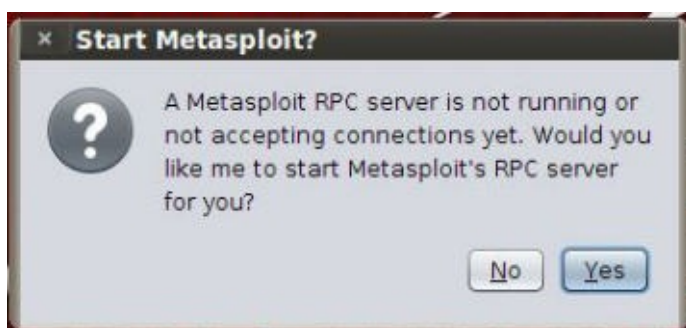 × Start Metasploit?
A Metasploit RPC server is not running or
not accepting connections yet. Would you
like me to start Metasploit's RPC server
for you?
No Yes